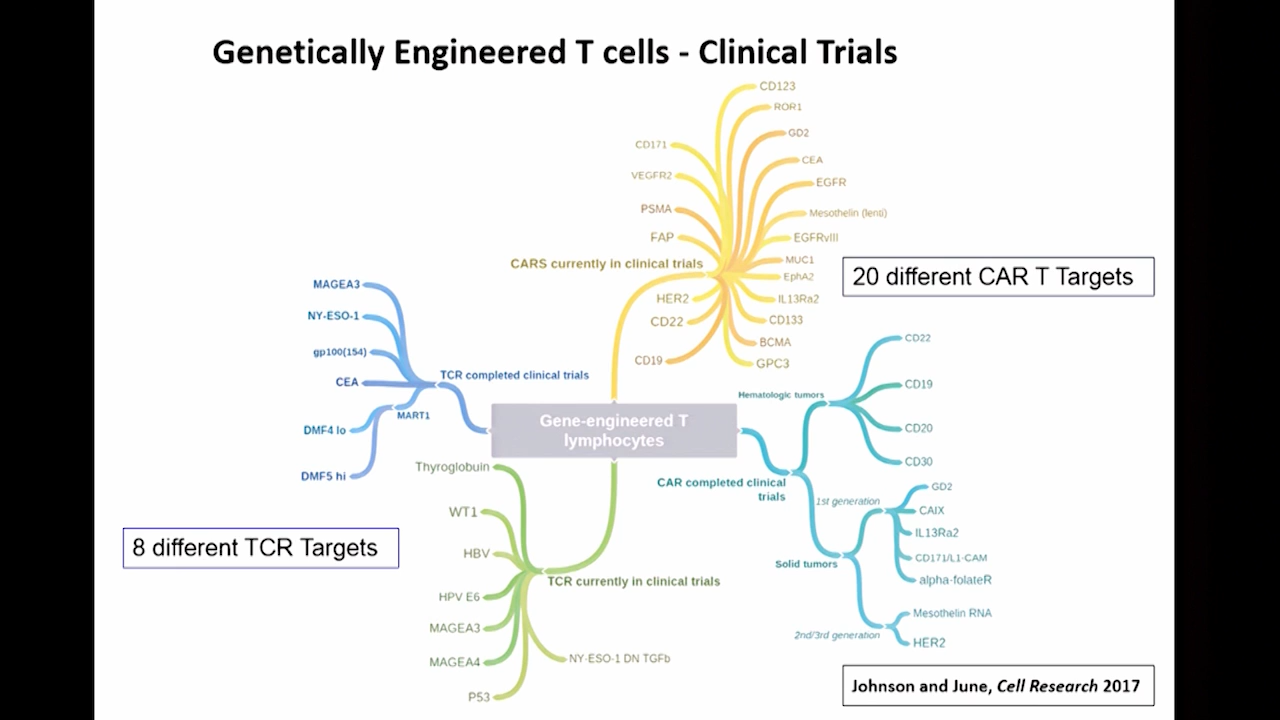 Genetically Engineered T cells - Clinical Trials
CD123
ROR1
GD2
CEA
EGFR
Mesothelin (lenti)
EGFRvIII
MUC1
EphA2
IL13Ra2
CD133
BCMA
GPC3
CD171
VEGFR2
PSMA
FAP
CARS currently in clinical trials
HER2
CD22
CD19
20 different CAR T Targets
MAGEA3
NY-ESO-1
gp100(154)
CEA
MART1
DMF4 lo
DMF5 hi
TCR completed clinical trials
Gene-engineered T
lymphocytes
Hematologic tumors
CD22
CD19
CD20
CD30
CAR completed clinical
trials
1st generation
GD2
CAIX
IL13Ra2
CD171/L1-CAM
alpha-folateR
Solid tumors
2nd/3rd generation
Mesothelin RNA
HER2
Thyroglobuin
WT1
HBV
HPV E6
MAGEA3
MAGEA4
P53
NY-ESO-1 DN TGFb
TCR currently in clinical trials
8 different TCR Targets
Johnson and June, Cell Research 2017